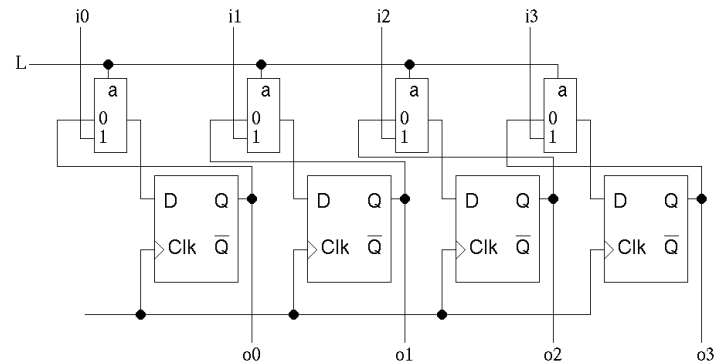 i0 i1 i2 i3
L
a a a a
0 0 0 0
1 1 1 1
D Q D Q D Q D Q
Clk Q̅ Clk Q̅ Clk Q̅ Clk Q̅
o0 o1 o2 o3